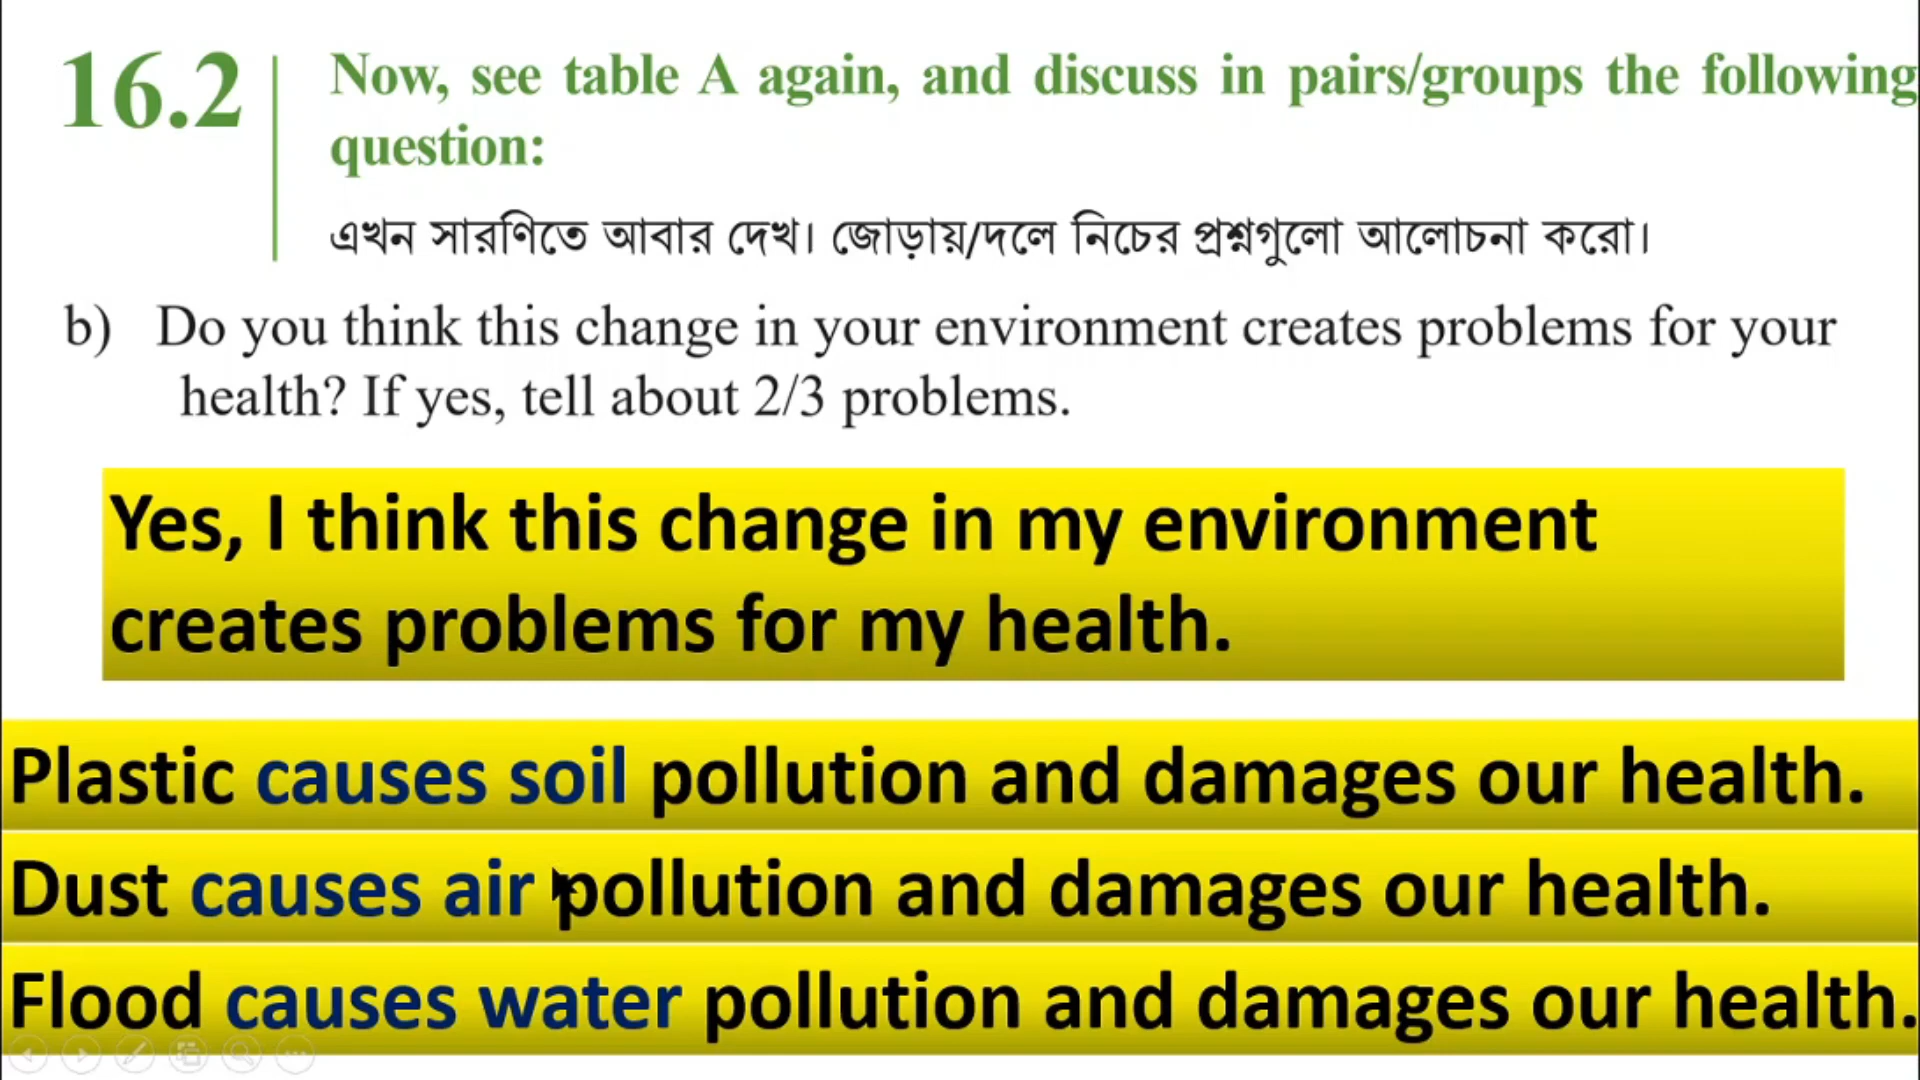 16.2
Now, see table A again, and discuss in pairs/groups the following
question:
এখন সারণিতে আবার দেখ। জোড়ায়/দলে নিচের প্রশ্নগুলো আলোচনা করো।
b) Do you think this change in your environment creates problems for your
health? If yes, tell about 2/3 problems.
Yes, I think this change in my environment
creates problems for my health.
Plastic causes soil pollution and damages our health.
Dust causes air pollution and damages our health.
Flood causes water pollution and damages our health.